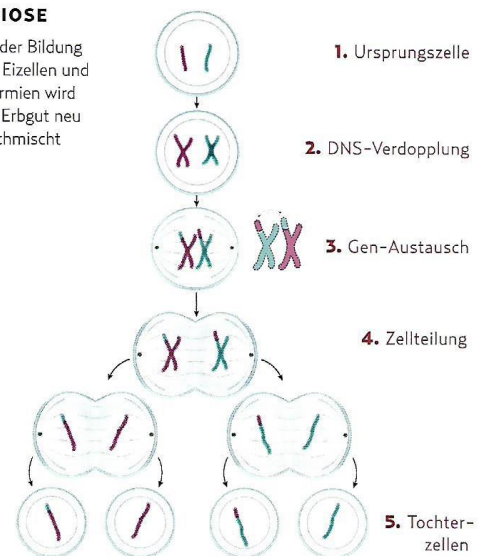 IOSE
der Bildung
Eizellen und
rmien wird
Erbgut neu
chmischt
1. Ursprungszelle
2. DNS-Verdopplung
3. Gen-Austausch
4. Zellteilung
5. Tochter-
zellen